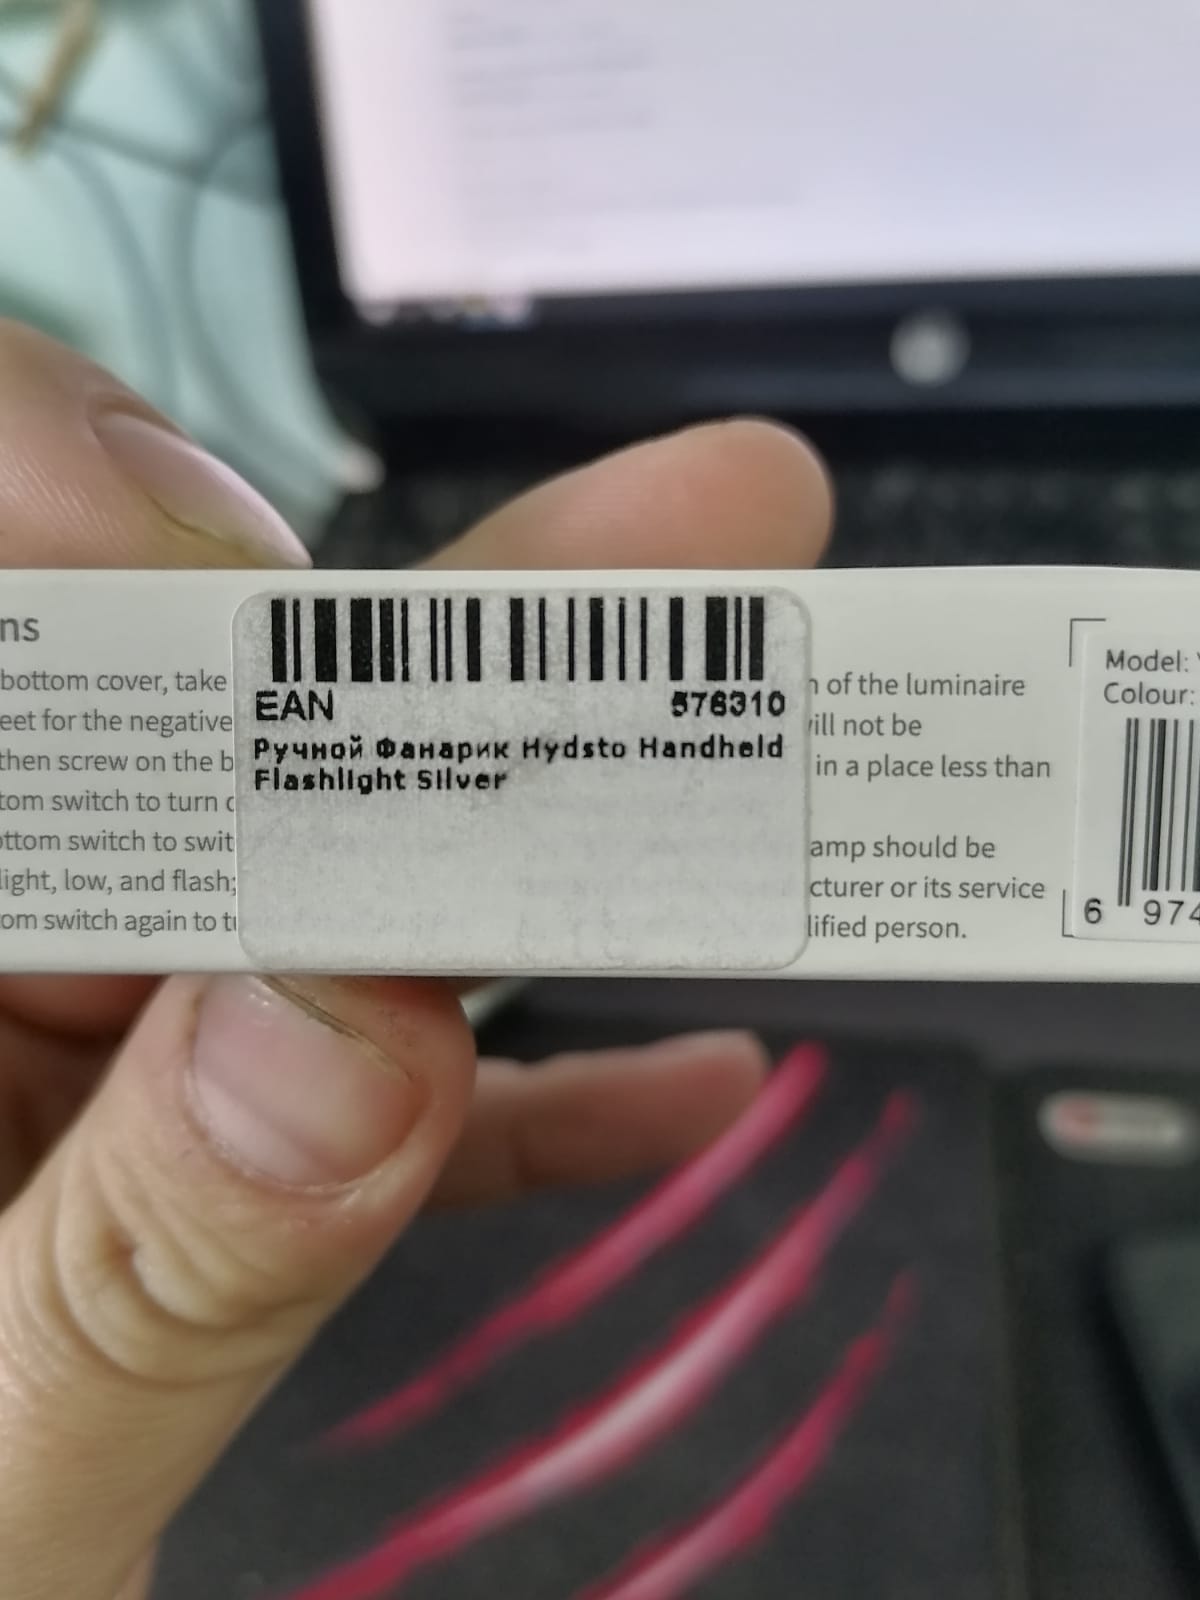 ns
bottom cover, take
eet for the negative
then screw on the b
tom switch to turn
ottom switch to swit
light, low, and flash;
om switch again to t
EAN 576310
Ручной Фанарик Hydsto Handheld
Flashlight Silver
n of the luminaire
ill not be
in a place less than
amp should be
cturer or its service
lified person.
Model:
Colour:
6 974